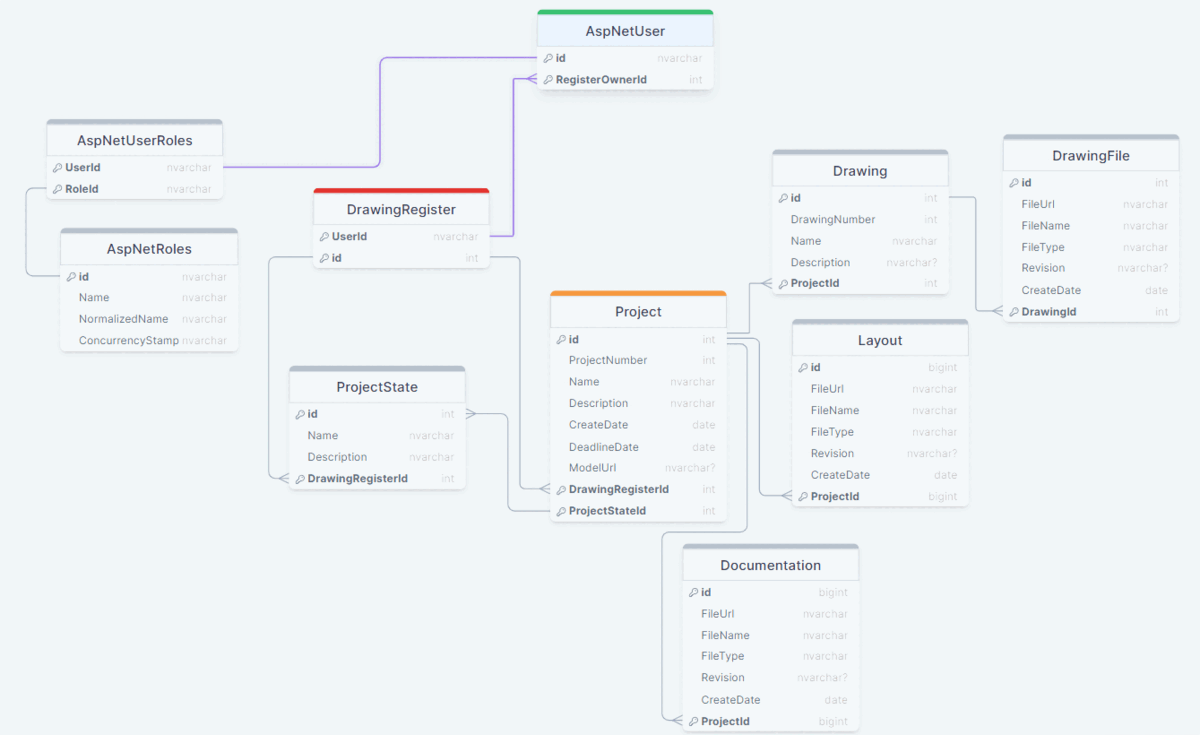 AspNetUser
id nvarchar
RegisterOwnerId int
AspNetUserRoles
UserId nvarchar
RoleId nvarchar
AspNetRoles
id nvarchar
Name nvarchar
NormalizedName nvarchar
ConcurrencyStamp nvarchar
DrawingRegister
UserId nvarchar
id int
ProjectState
id int
Name nvarchar
Description nvarchar
DrawingRegisterId int
Project
id int
ProjectNumber int
Name nvarchar
Description nvarchar
CreateDate date
DeadlineDate date
ModelUrl nvarchar?
DrawingRegisterId int
ProjectStateId int
Drawing
id int
DrawingNumber int
Name nvarchar
Description nvarchar?
ProjectId int
DrawingFile
id int
FileUrl nvarchar
FileName nvarchar
FileType nvarchar
Revision nvarchar?
CreateDate date
DrawingId int
Layout
id bigint
FileUrl nvarchar
FileName nvarchar
FileType nvarchar
Revision nvarchar?
CreateDate date
ProjectId bigint
Documentation
id bigint
FileUrl nvarchar
FileName nvarchar
FileType nvarchar
Revision nvarchar?
CreateDate date
ProjectId bigint